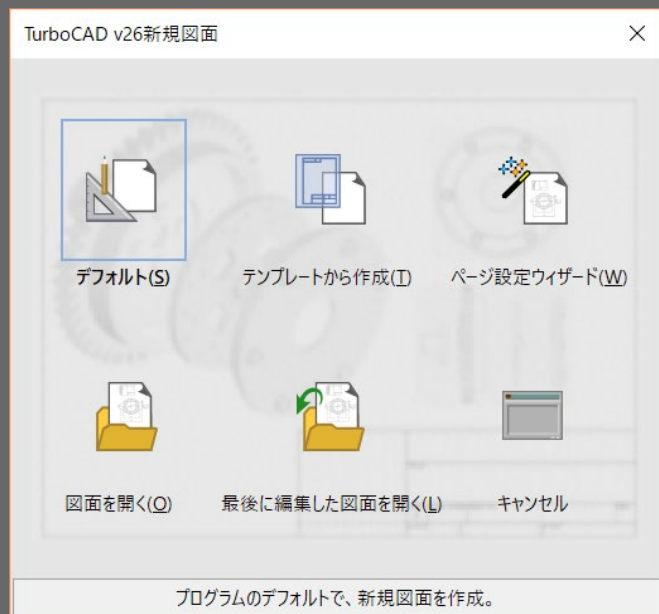 TurboCAD v26新規図面
デフォルト(S)
テンプレートから作成(T)
ページ設定ウィザード(W)
図面を開く(O)
最後に編集した図面を開く(L)
キャンセル
プログラムのデフォルトで、新規図面を作成。